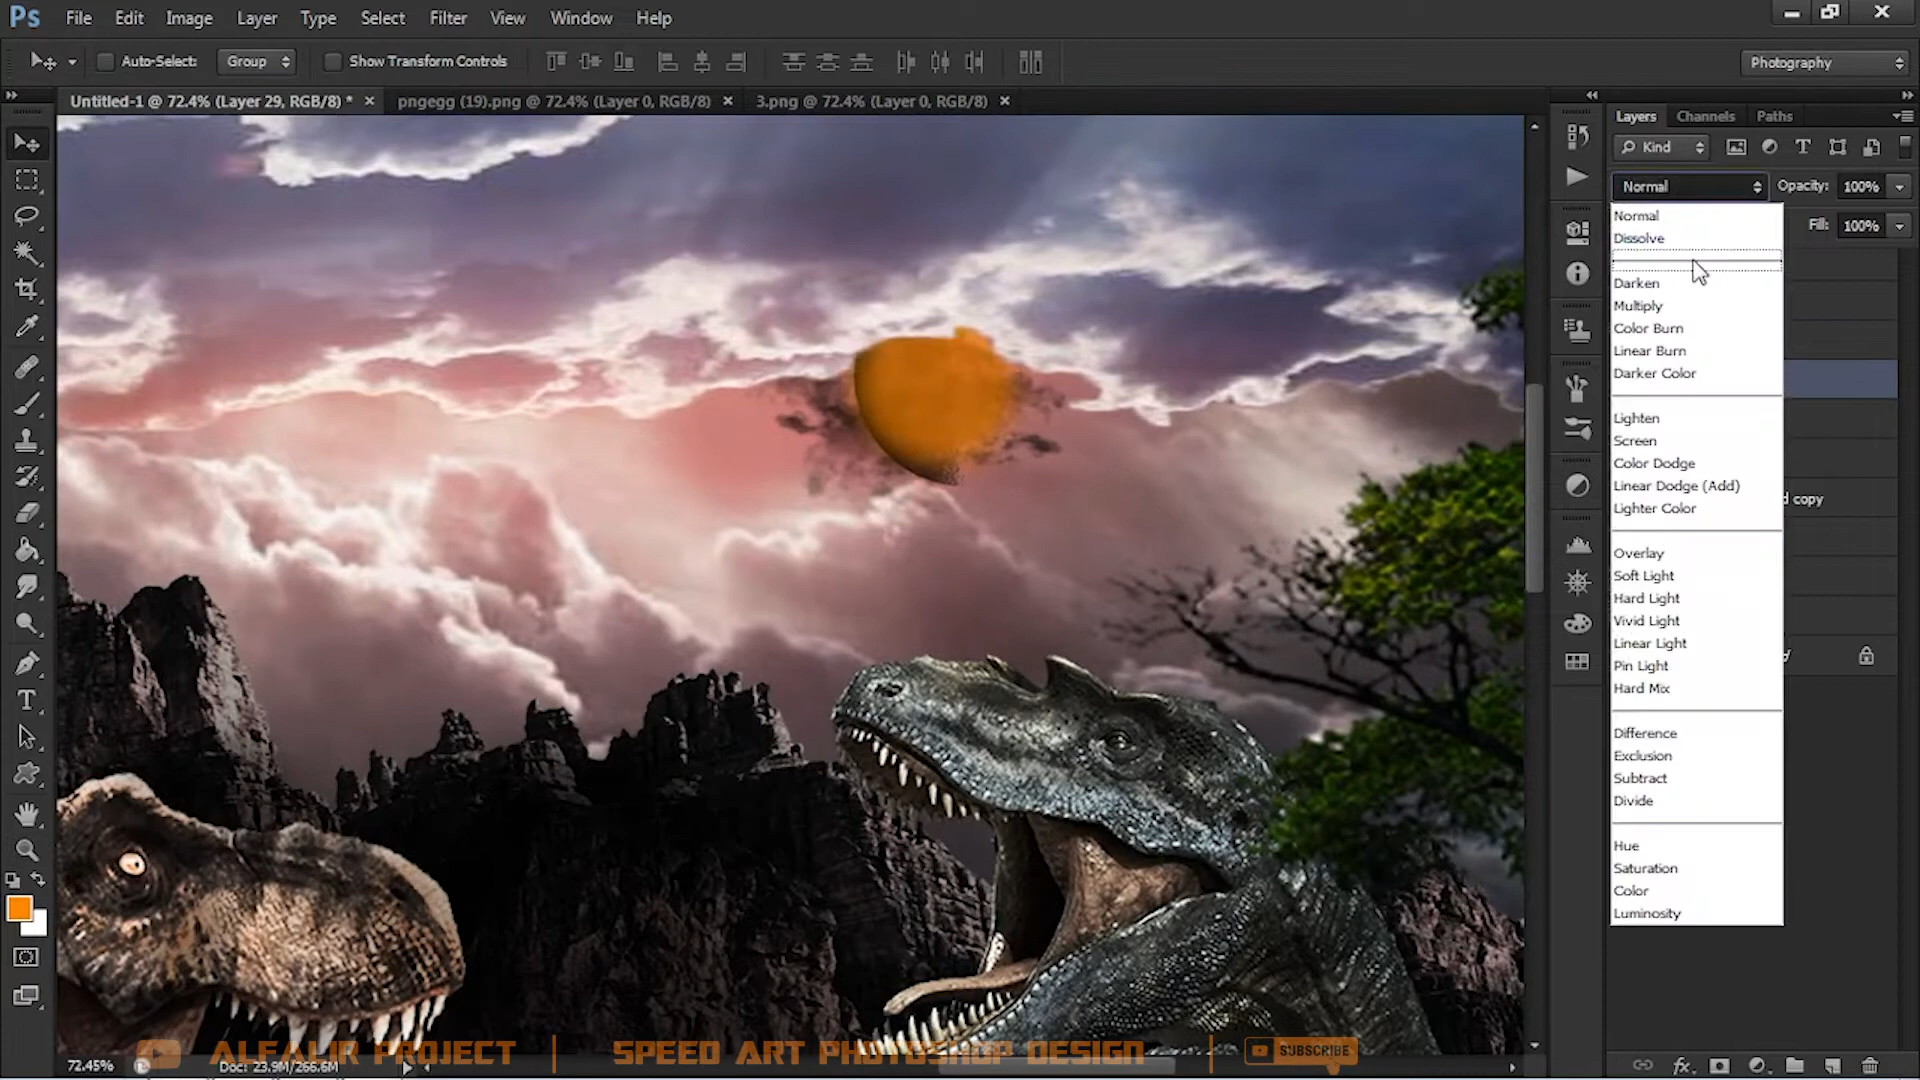 Ps File Edit Image Layer Type Select Filter View Window Help
Auto-Select: Group Show Transform Controls Photography
Untitled-1 @ 72.4% (Layer 29, RGB/8) * × pngegg (19).png @ 72.4% (Layer 0, RGB/8) × 3.png @ 72.4% (Layer 0, RGB/8) ×
Layers Channels Paths
Kind
Normal Opacity: 100%
Fill: 100%
Normal
Dissolve
Darken
Multiply
Color Burn
Linear Burn
Darker Color
Lighten
Screen
Color Dodge
Linear Dodge (Add)
Lighter Color
Overlay
Soft Light
Hard Light
Vivid Light
Linear Light
Pin Light
Hard Mix
Difference
Exclusion
Subtract
Divide
Hue
Saturation
Color
Luminosity
copy
72.45% Doc: 23.9M/266.6M
ALFALIR PROJECT | SPEED ART PHOTOSHOP DESIGN | SUBSCRIBE